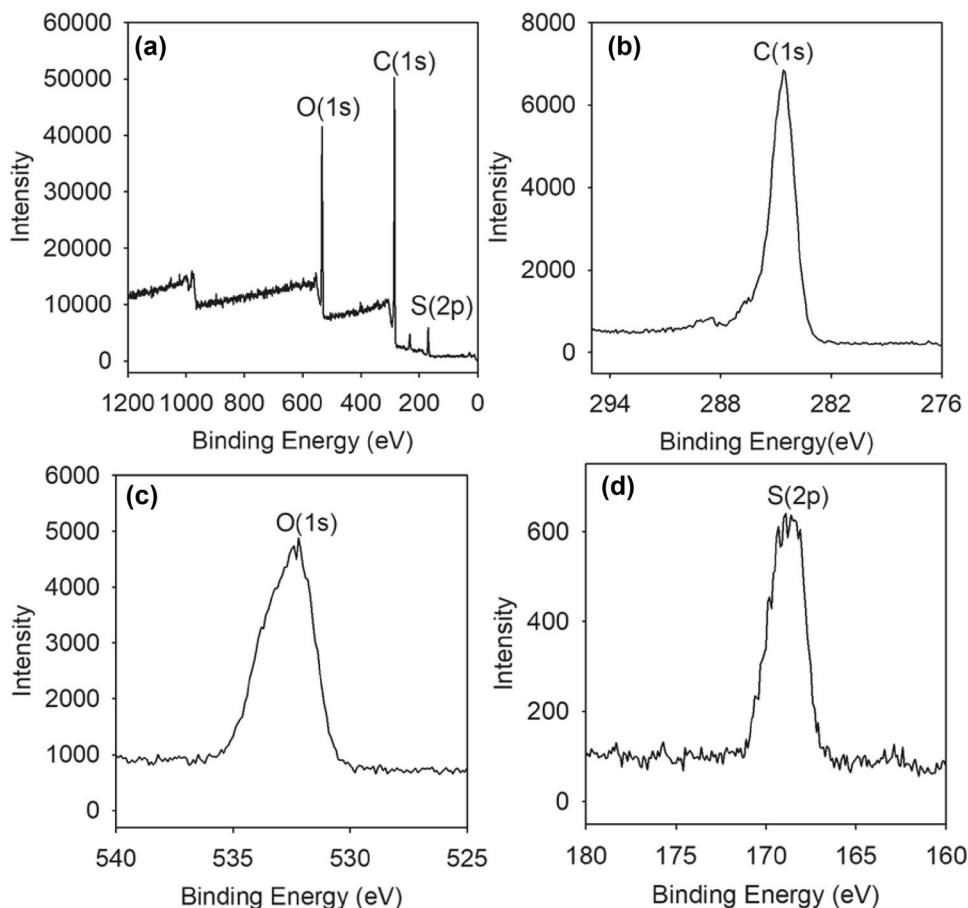 (a)
60000
50000
40000
30000
20000
10000
0
C(1s)
O(1s)
S(2p)
1200 1000 800 600 400 200 0
Intensity
Binding Energy (eV)
(b)
8000
6000
4000
2000
0
C(1s)
294 288 282 276
Intensity
Binding Energy(eV)
(c)
6000
5000
4000
3000
2000
1000
0
O(1s)
540 535 530 525
Intensity
Binding Energy (eV)
(d)
600
400
200
0
S(2p)
180 175 170 165 160
Intensity
Binding Energy (eV)